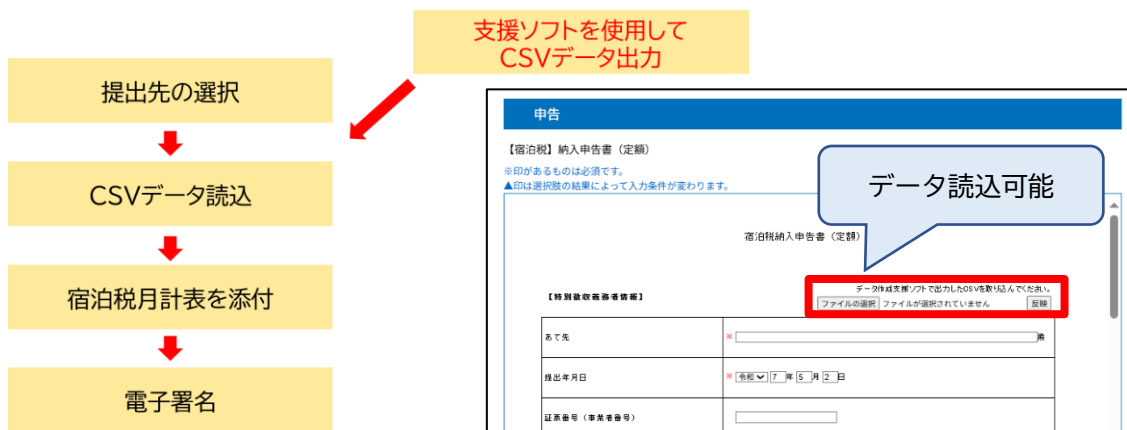 支援ソフトを使用して
CSVデータ出力
提出先の選択
CSVデータ読込
宿泊税月計表を添付
電子署名
申告
【宿泊税】納入申告書（定額）
※印があるものは必須です。
▲印は選択肢の結果によって入力条件が変わります。
データ読込可能
宿泊税納入申告書（定額）
データ作成支援ソフトで出力したCSVを取り込んでください。
【特別徴収義務者情報】
ファイルの選択 ファイルが選択されていません 反映
あて先
※ 殿
提出年月日
※ 令和 7 年 5 月 2 日
証票番号（事業者番号）